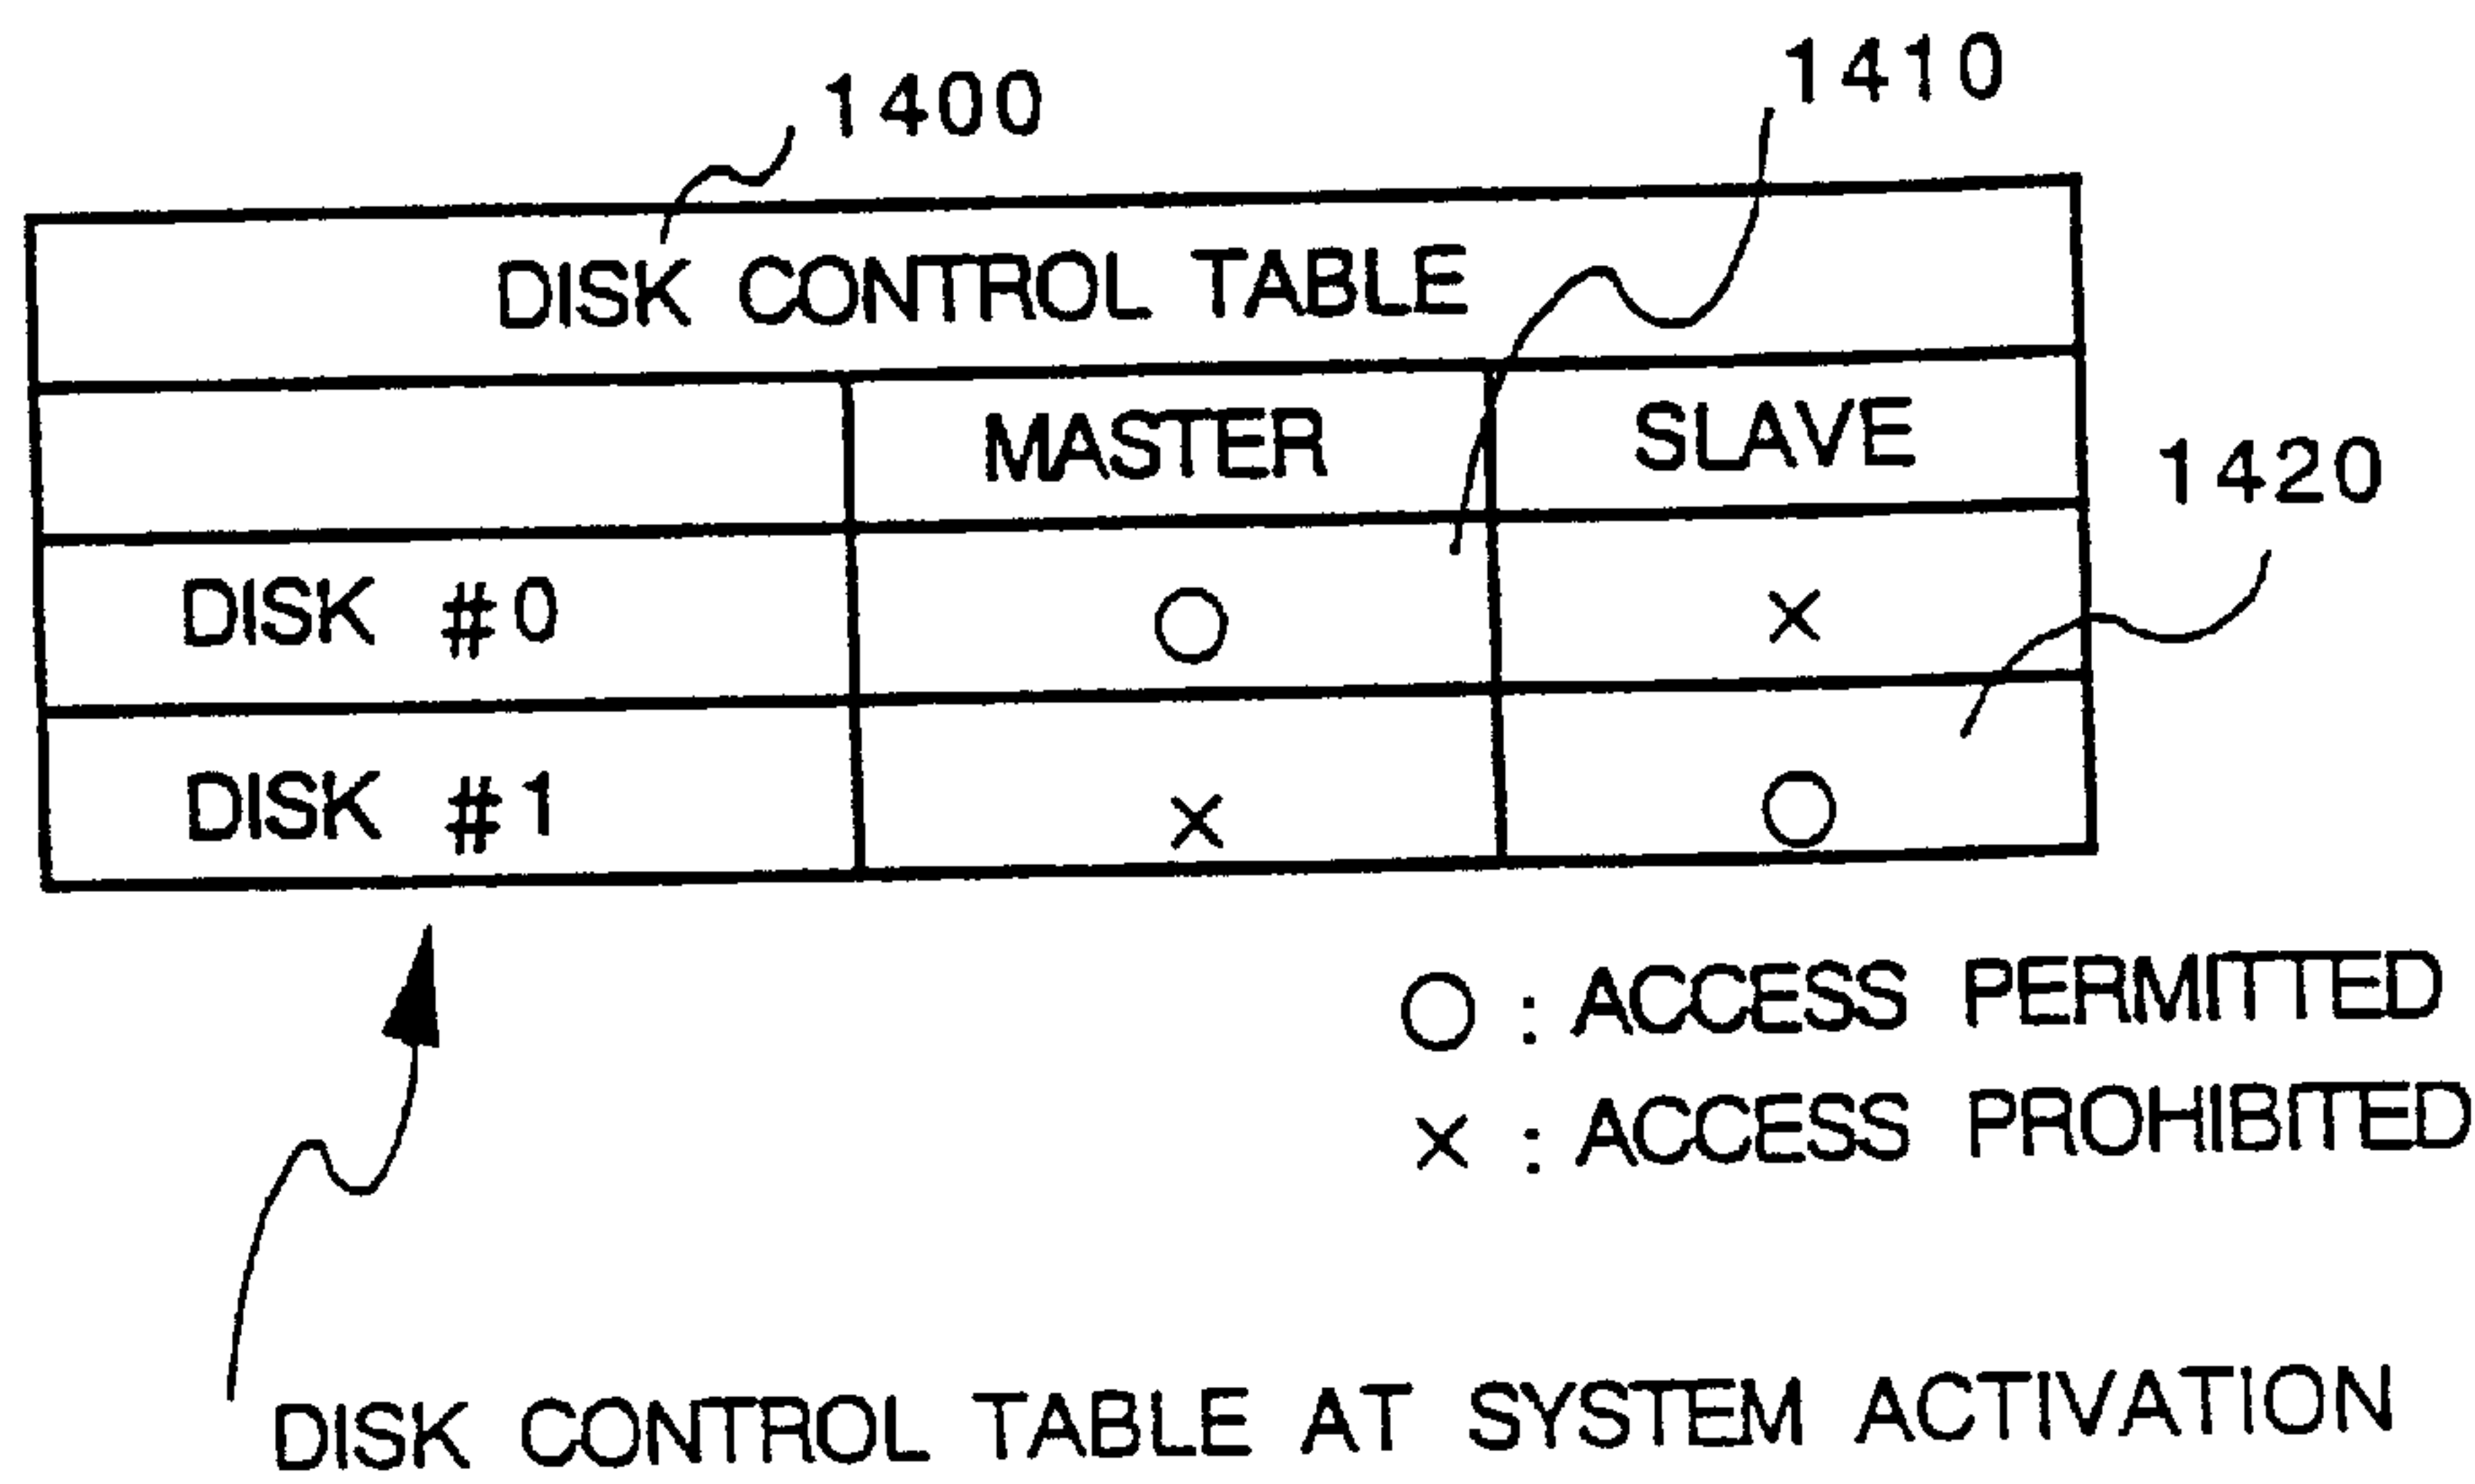 1400
1410
DISK CONTROL TABLE
MASTER SLAVE
1420
DISK #0 ○ ×
DISK #1 × ○
○ : ACCESS PERMITTED
× : ACCESS PROHIBITED
DISK CONTROL TABLE AT SYSTEM ACTIVATION